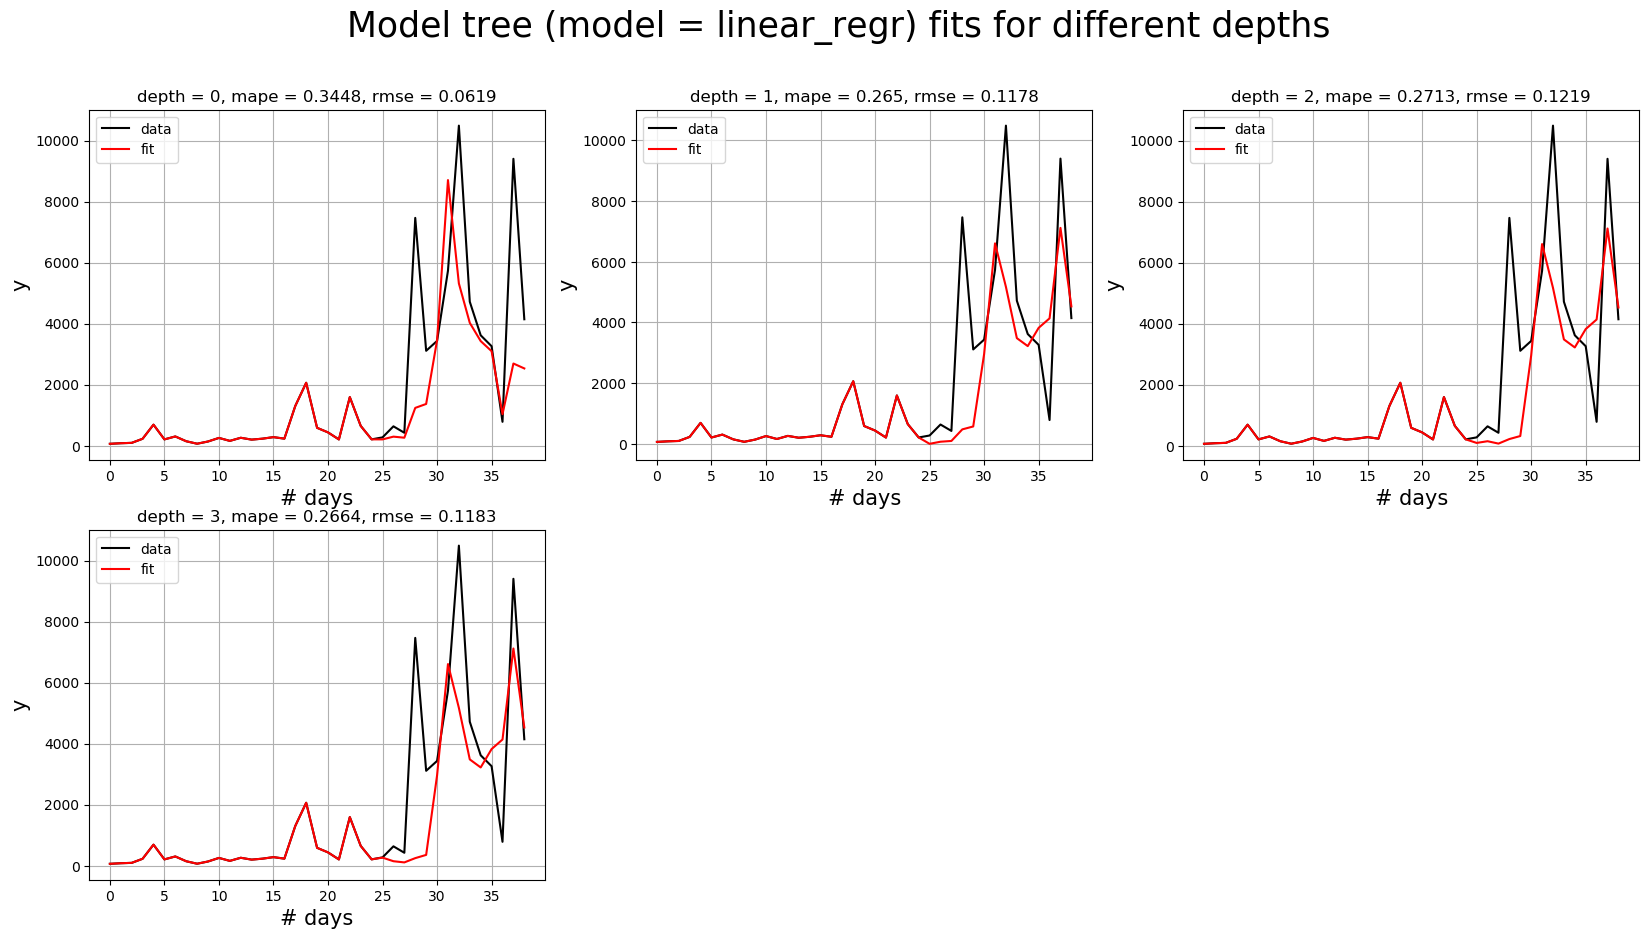 Model tree (model = linear_regr) fits for different depths
depth = 0, mape = 0.3448, rmse = 0.0619
data
fit
10000
8000
6000
4000
2000
0
y
0 5 10 15 20 25 30 35
# days
depth = 1, mape = 0.265, rmse = 0.1178
data
fit
10000
8000
6000
4000
2000
0
y
0 5 10 15 20 25 30 35
# days
depth = 2, mape = 0.2713, rmse = 0.1219
data
fit
10000
8000
6000
4000
2000
0
y
0 5 10 15 20 25 30 35
# days
depth = 3, mape = 0.2664, rmse = 0.1183
data
fit
10000
8000
6000
4000
2000
0
y
0 5 10 15 20 25 30 35
# days